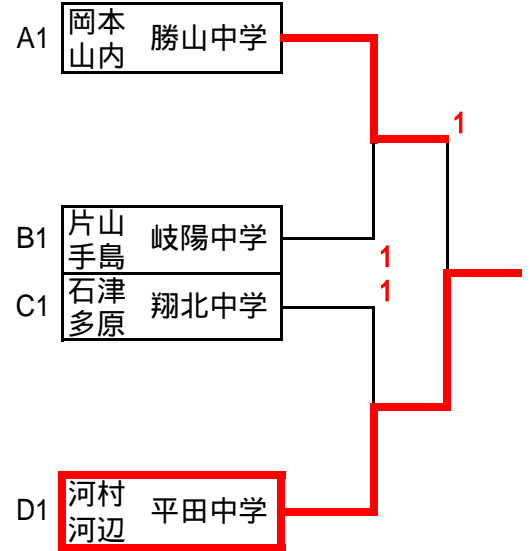 A1 岡本 山内 勝山中学
1
B1 片山 手島 岐陽中学
1
1
C1 石津 多原 翔北中学
D1 河村 河辺 平田中学